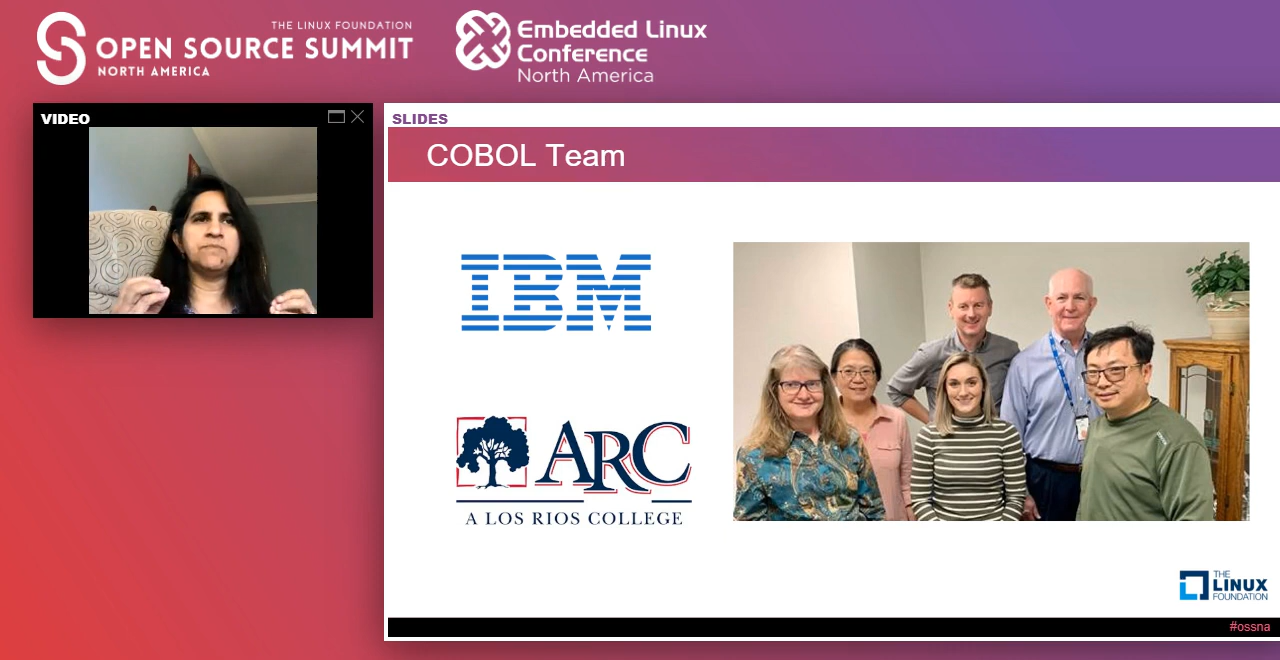 THE LINUX FOUNDATION
OPEN SOURCE SUMMIT
NORTH AMERICA
Embedded Linux
Conference
North America
VIDEO
SLIDES
COBOL Team
IBM
ARC
A LOS RIOS COLLEGE
THE
LINUX
FOUNDATION
#ossna